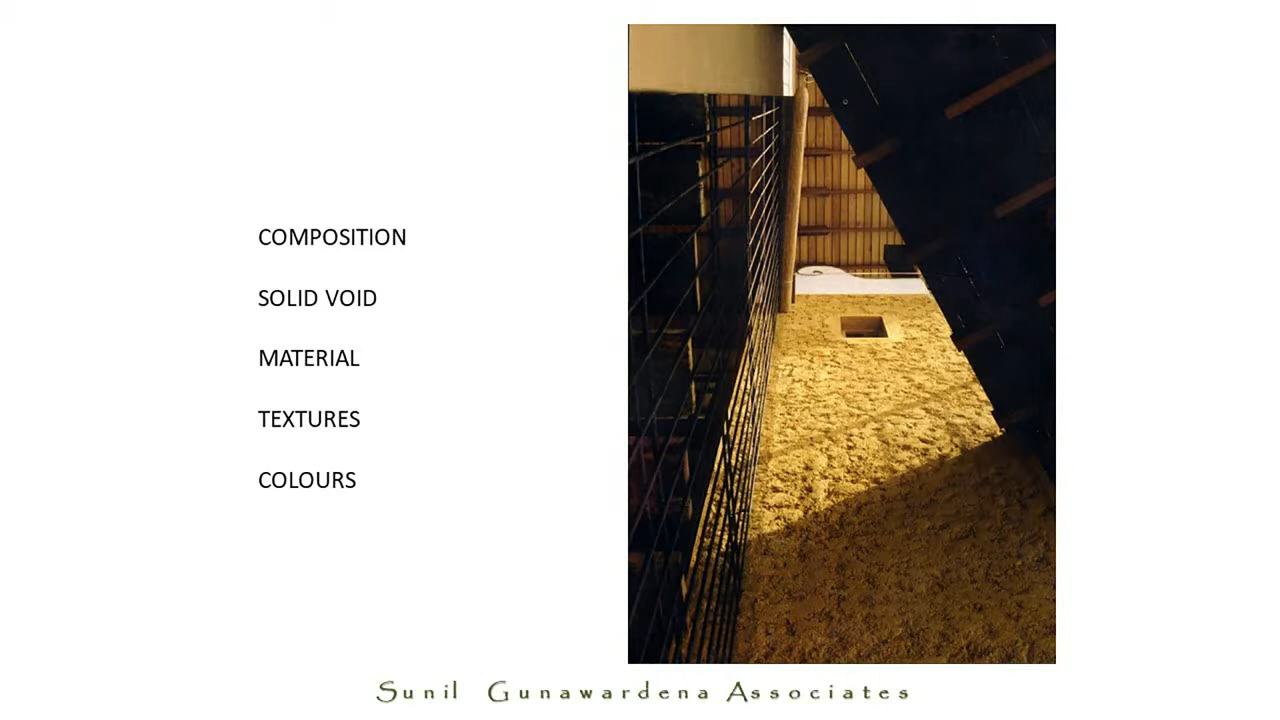 COMPOSITION
SOLID VOID
MATERIAL
TEXTURES
COLOURS
Sunil Gunawardena Associates